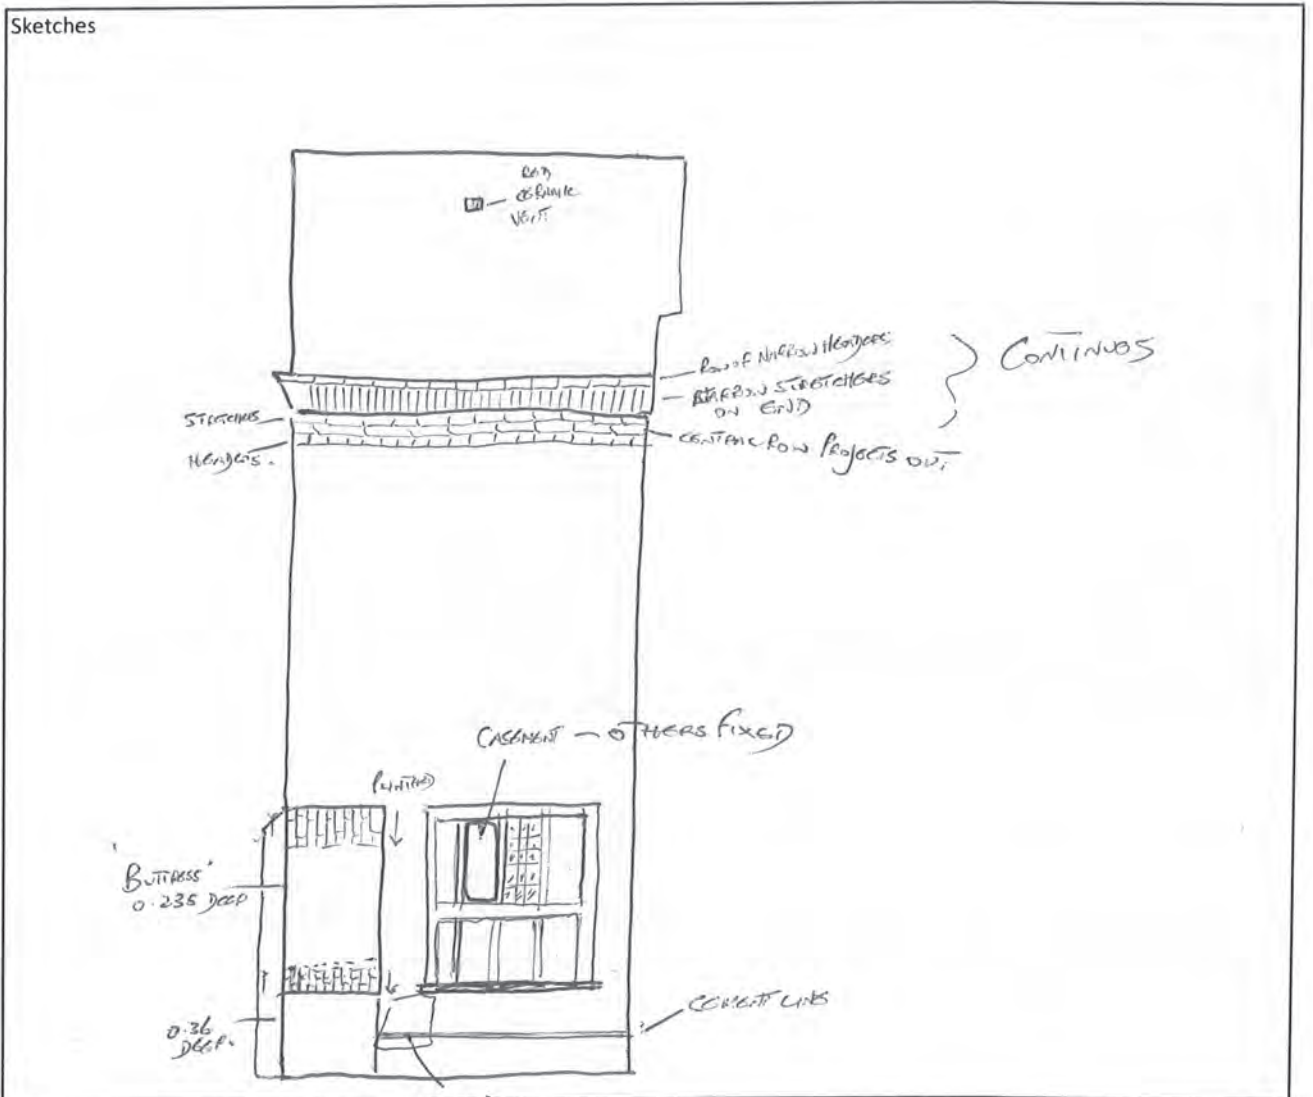 Sketches
RED
CERAMIC
VENT
ROW OF NARROW HEADERS
NARROW STRETCHERS
ON END
CONTINUOS
STRETCHERS
HEADERS.
CENTRAL ROW PROJECTS OUT
CASEMENT - OTHERS FIXED
'BUTTRESS'
0.235 DEEP
0.36
DEEP.
CEMENT LINE